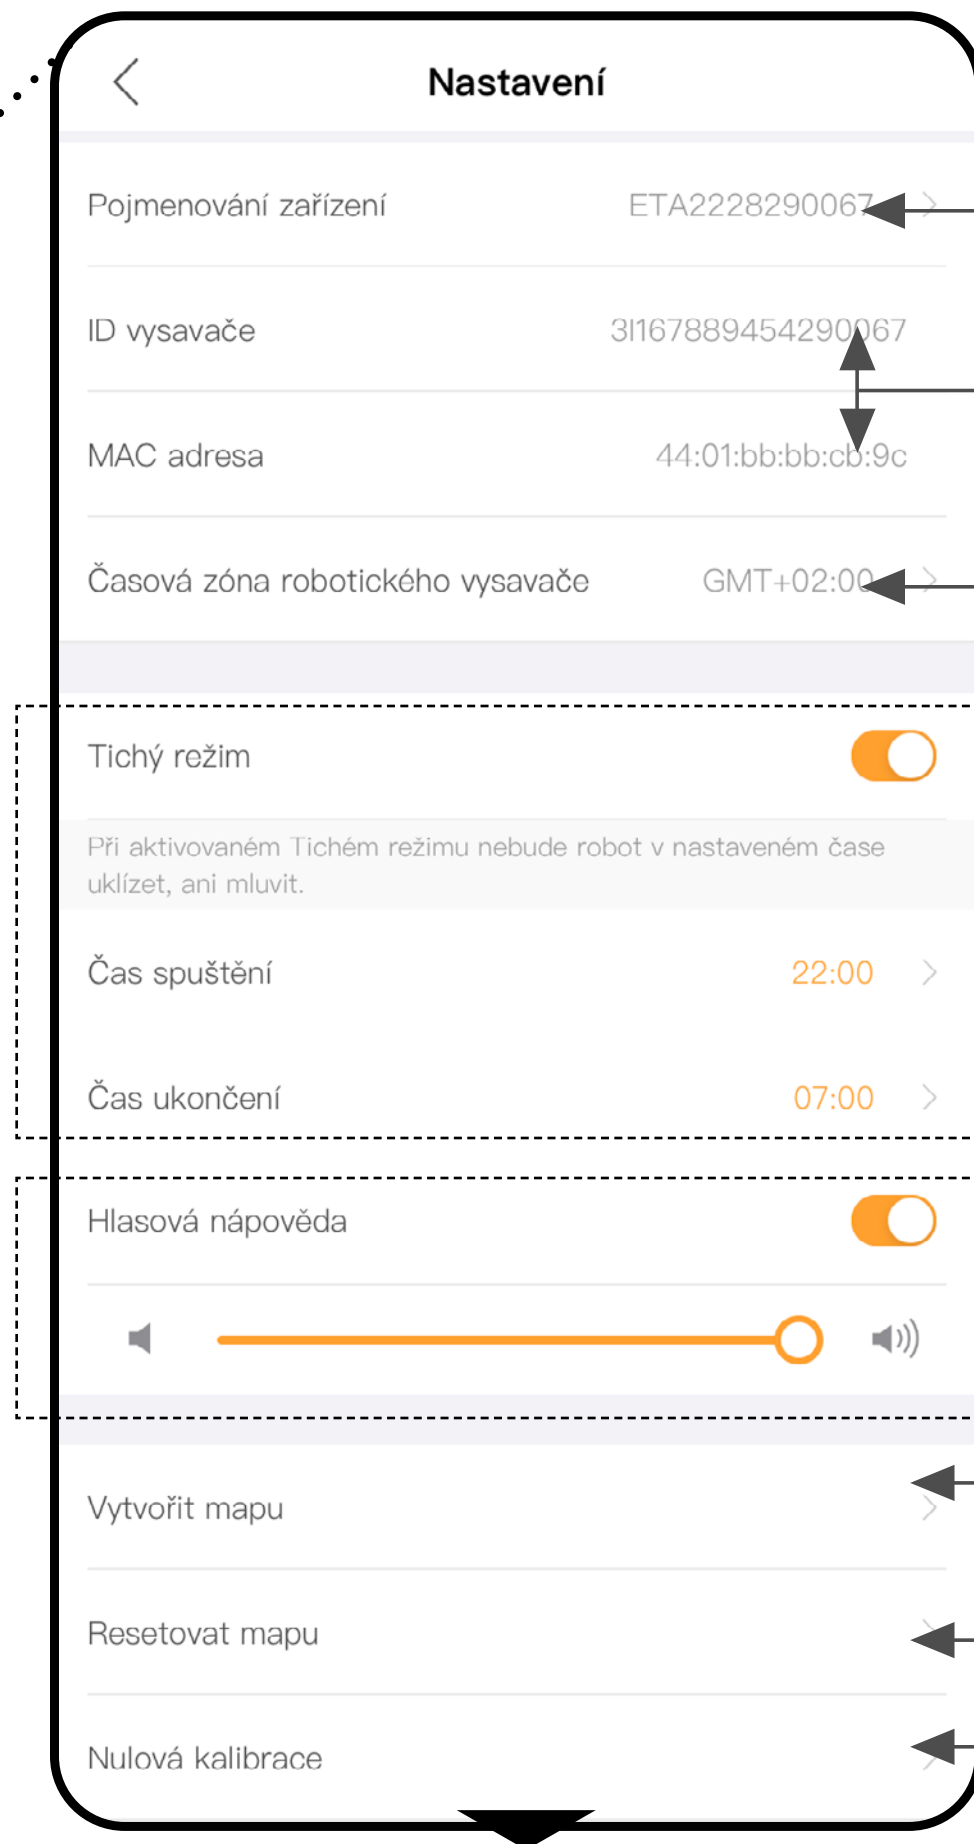 Nastavení
Pojmenování zařízení ETA2228290067
ID vysavače 3I167889454290067
MAC adresa 44:01:bb:bb:cb:9c
Časová zóna robotického vysavače GMT+02:00
Tichý režim
Při aktivovaném Tichém režimu nebude robot v nastaveném čase
uklízet, ani mluvit.
Čas spuštění 22:00
Čas ukončení 07:00
Hlasová nápověda
Vytvořit mapu
Resetovat mapu
Nulová kalibrace